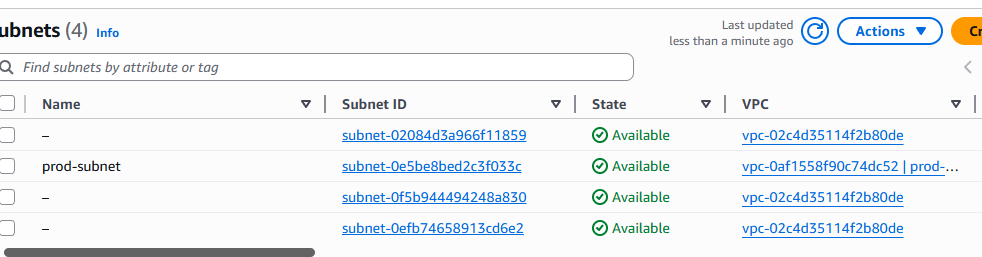 ubnets (4) Info
Last updated
less than a minute ago
Actions
Find subnets by attribute or tag
Name Subnet ID State VPC
– subnet-02084d3a966f11859 Available vpc-02c4d35114f2b80de
prod-subnet subnet-0e5be8bed2c3f033c Available vpc-0af1558f90c74dc52 | prod-…
– subnet-0f5b944494248a830 Available vpc-02c4d35114f2b80de
– subnet-0efb74658913cd6e2 Available vpc-02c4d35114f2b80de